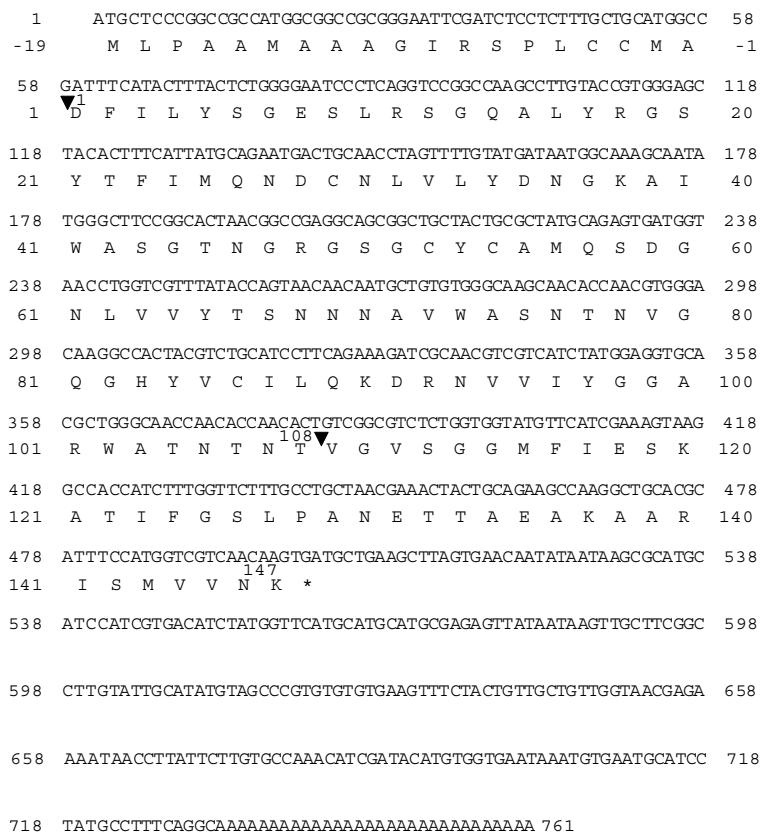 1 ATGCTCCCGGCCGCCATGGCGGCCGCGGGAATTCGATCTCCTCTTTGCTGCATGGCC 58
-19 M L P A A M A A A G I R S P L C C M A -1
58 GATTTCATACTTTACTCTGGGGAATCCCTCAGGTCCGGCCAAGCCTTGTACCGTGGGAGC 118
1
1 D F I L Y S G E S L R S G Q A L Y R G S 20
118 TACACTTTCATTATGCAGAATGACTGCAACCTAGTTTTGTATGATAATGGCAAAGCAATA 178
21 Y T F I M Q N D C N L V L Y D N G K A I 40
178 TGGGCTTCCGGCACTAACGGCCGAGGCAGCGGCTGCTACTGCGCTATGCAGAGTGATGGT 238
41 W A S G T N G R G S G C Y C A M Q S D G 60
238 AACCTGGTCGTTTATACCAGTAACAACAATGCTGTGTGGGCAAGCAACACCAACGTGGGA 298
61 N L V V Y T S N N N A V W A S N T N V G 80
298 CAAGGCCACTACGTCTGCATCCTTCAGAAAGATCGCAACGTCGTCATCTATGGAGGTGCA 358
81 Q G H Y V C I L Q K D R N V V I Y G G A 100
358 CGCTGGGCAACCAACACCAACACTGTCGGCGTCTCTGGTGGTATGTTCATCGAAAGTAAG 418
108
101 R W A T N T N T V G V S G G M F I E S K 120
418 GCCACCATCTTTGGTTCTTTGCCTGCTAACGAAACTACTGCAGAAGCCAAGGCTGCACGC 478
121 A T I F G S L P A N E T T A E A K A A R 140
478 ATTTCCATGGTCGTCAACAAGTGATGCTGAAGCTTAGTGAACAATATAATAAGCGCATGC 538
147
141 I S M V V N K *
538 ATCCATCGTGACATCTATGGTTCATGCATGCATGCGAGAGTTATAATAAGTTGCTTCGGC 598
598 CTTGTATTGCATATGTAGCCCGTGTGTGTGAAGTTTCTACTGTTGCTGTTGGTAACGAGA 658
658 AAATAACCTTATTCTTGTGCCAAACATCGATACATGTGGTGAATAAATGTGAATGCATCC 718
718 TATGCCTTTCAGGCAAAAAAAAAAAAAAAAAAAAAAAAAAAAAA 761